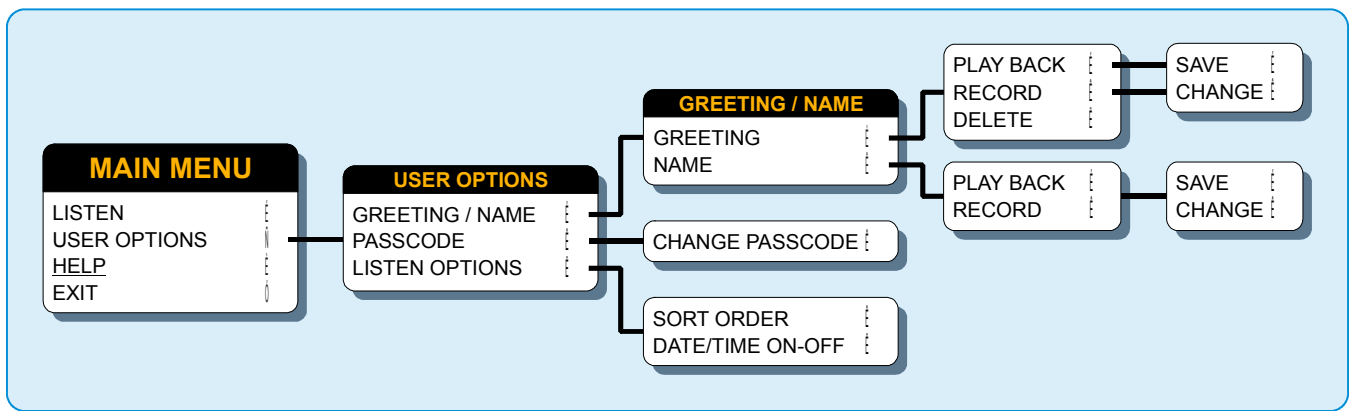 MAIN MENU
LISTEN
USER OPTIONS
HELP
EXIT
USER OPTIONS
GREETING / NAME
PASSCODE
LISTEN OPTIONS
GREETING / NAME
GREETING
NAME
CHANGE PASSCODE
SORT ORDER
DATE/TIME ON-OFF
PLAY BACK
RECORD
DELETE
SAVE
CHANGE
PLAY BACK
RECORD
SAVE
CHANGE